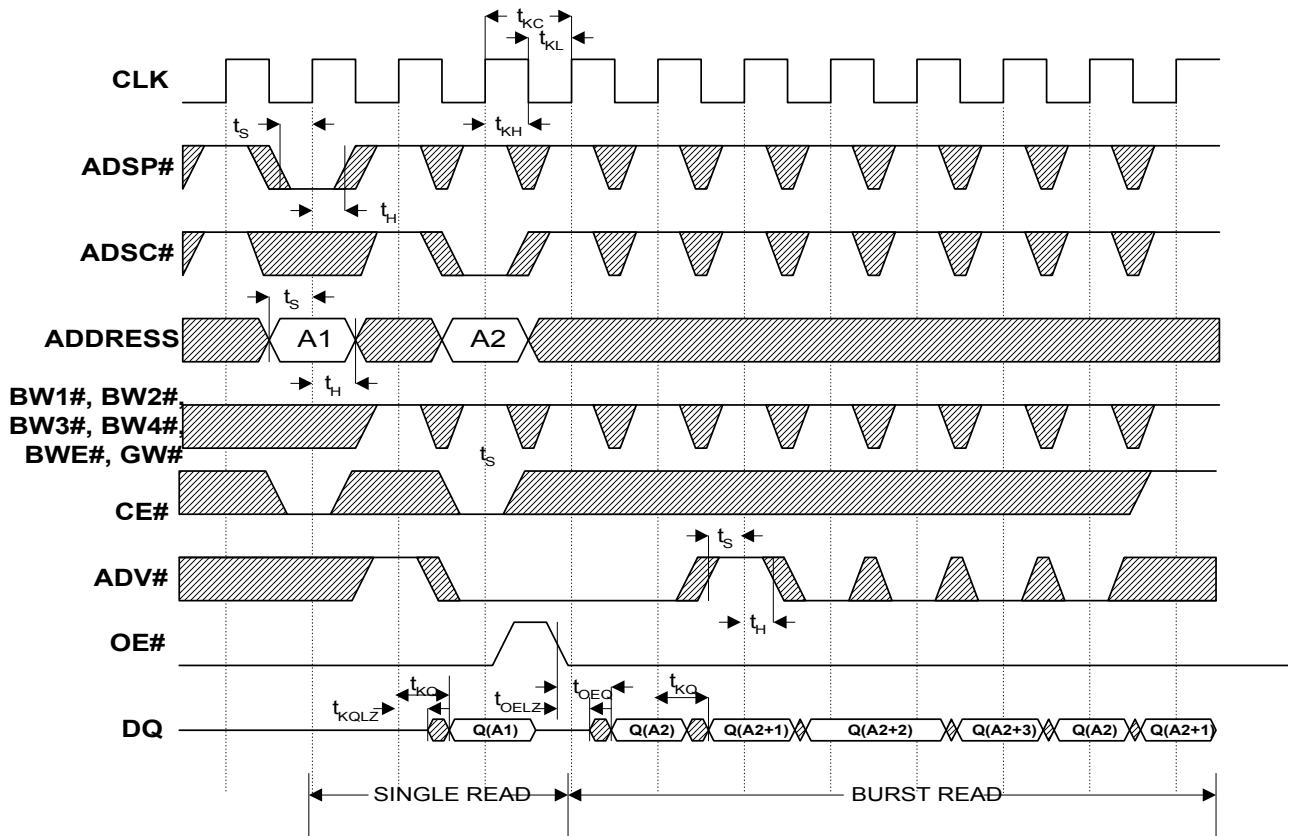 tKC
tKL
CLK
tS
tKH
ADSP#
tH
ADSC#
tS
ADDRESS
A1
A2
tH
BW1#, BW2#,
BW3#, BW4#,
BWE#, GW#
tS
CE#
tS
ADV#
tH
OE#
tKQ
tOEQ
tKQ
tKQLZ
tOELZ
DQ
Q(A1)
Q(A2)
Q(A2+1)
Q(A2+2)
Q(A2+3)
Q(A2)
Q(A2+1)
SINGLE READ
BURST READ